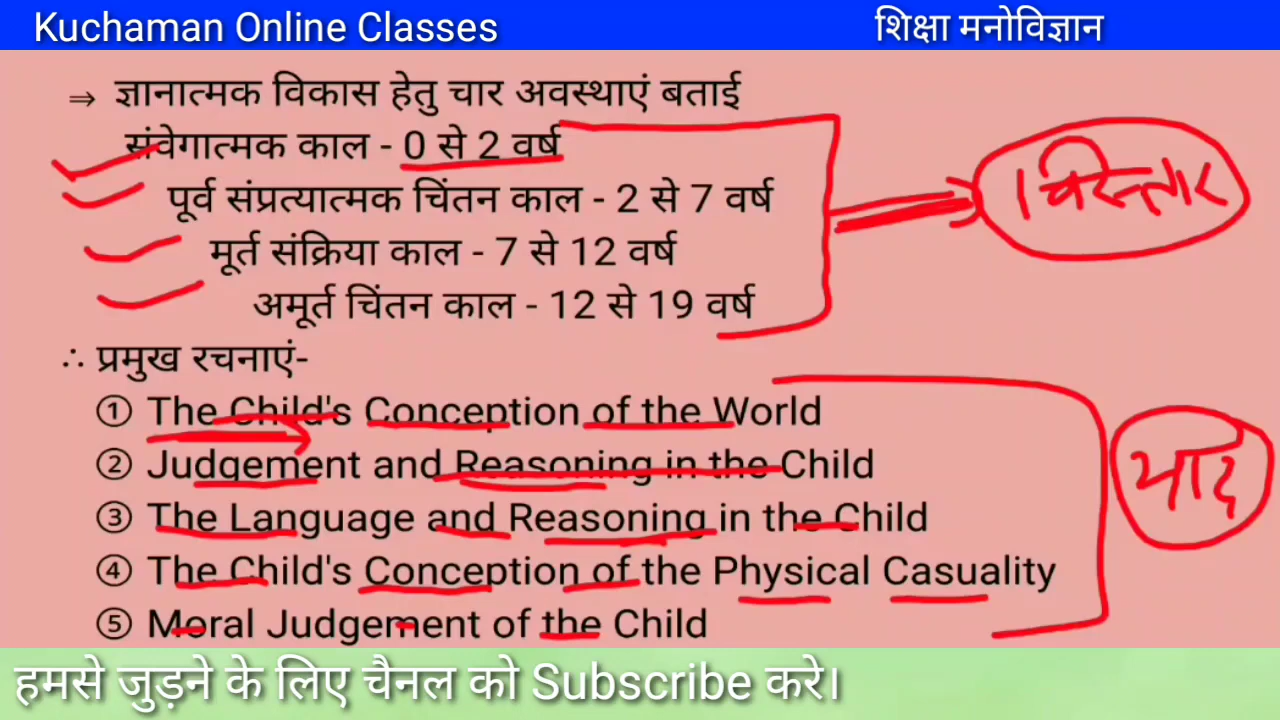 Kuchaman Online Classes
शिक्षा मनोविज्ञान
⇒ ज्ञानात्मक विकास हेतु चार अवस्थाएं बताई
संवेगात्मक काल - 0 से 2 वर्ष
पूर्व संप्रत्यात्मक चिंतन काल - 2 से 7 वर्ष
विस्तार
मूर्त संक्रिया काल - 7 से 12 वर्ष
अमूर्त चिंतन काल - 12 से 19 वर्ष
∴ प्रमुख रचनाएं-
① The Child's Conception of the World
② Judgement and Reasoning in the Child
याद
③ The Language and Reasoning in the Child
④ The Child's Conception of the Physical Casuality
⑤ Moral Judgement of the Child
हमसे जुड़ने के लिए चैनल को Subscribe करे।